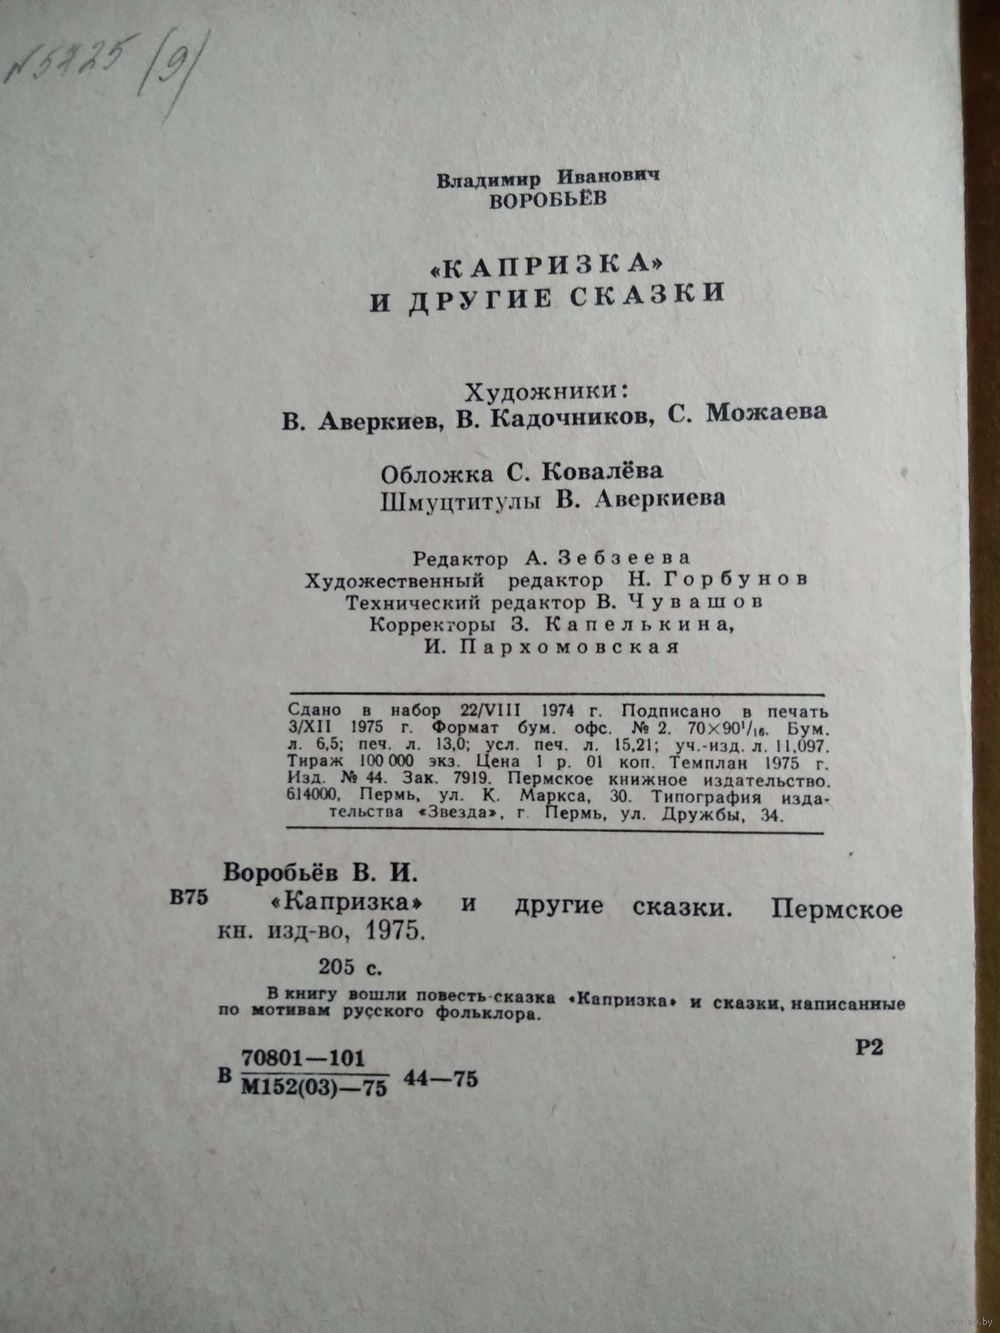 N5725 (9)
Владимир Иванович
ВОРОБЬЁВ
«КАПРИЗКА»
И ДРУГИЕ СКАЗКИ
Художники:
В. Аверкиев, В. Кадочников, С. Можаева
Обложка С. Ковалёва
Шмуцтитулы В. Аверкиева
Редактор А. Зебзеева
Художественный редактор Н. Горбунов
Технический редактор В. Чувашов
Корректоры З. Капелькина,
И. Пархомовская
Сдано в набор 22/VIII 1974 г. Подписано в печать
3/XII 1975 г. Формат бум. офс. № 2. 70×90¹/₁₆. Бум.
л. 6,5; печ. л. 13,0; усл. печ. л. 15,21; уч.-изд. л. 11,097.
Тираж 100 000 экз. Цена 1 р. 01 коп. Темплан 1975 г.
Изд. № 44. Зак. 7919. Пермское книжное издательство.
614000, Пермь, ул. К. Маркса, 30. Типография изда-
тельства «Звезда», г. Пермь, ул. Дружбы, 34.
Воробьёв В. И.
В75 «Капризка» и другие сказки. Пермское
кн. изд-во, 1975.
205 с.
В книгу вошли повесть-сказка «Капризка» и сказки, написанные
по мотивам русского фольклора.
Р2
В 70801—101
М152(03)—75 44—75
www.ay.by